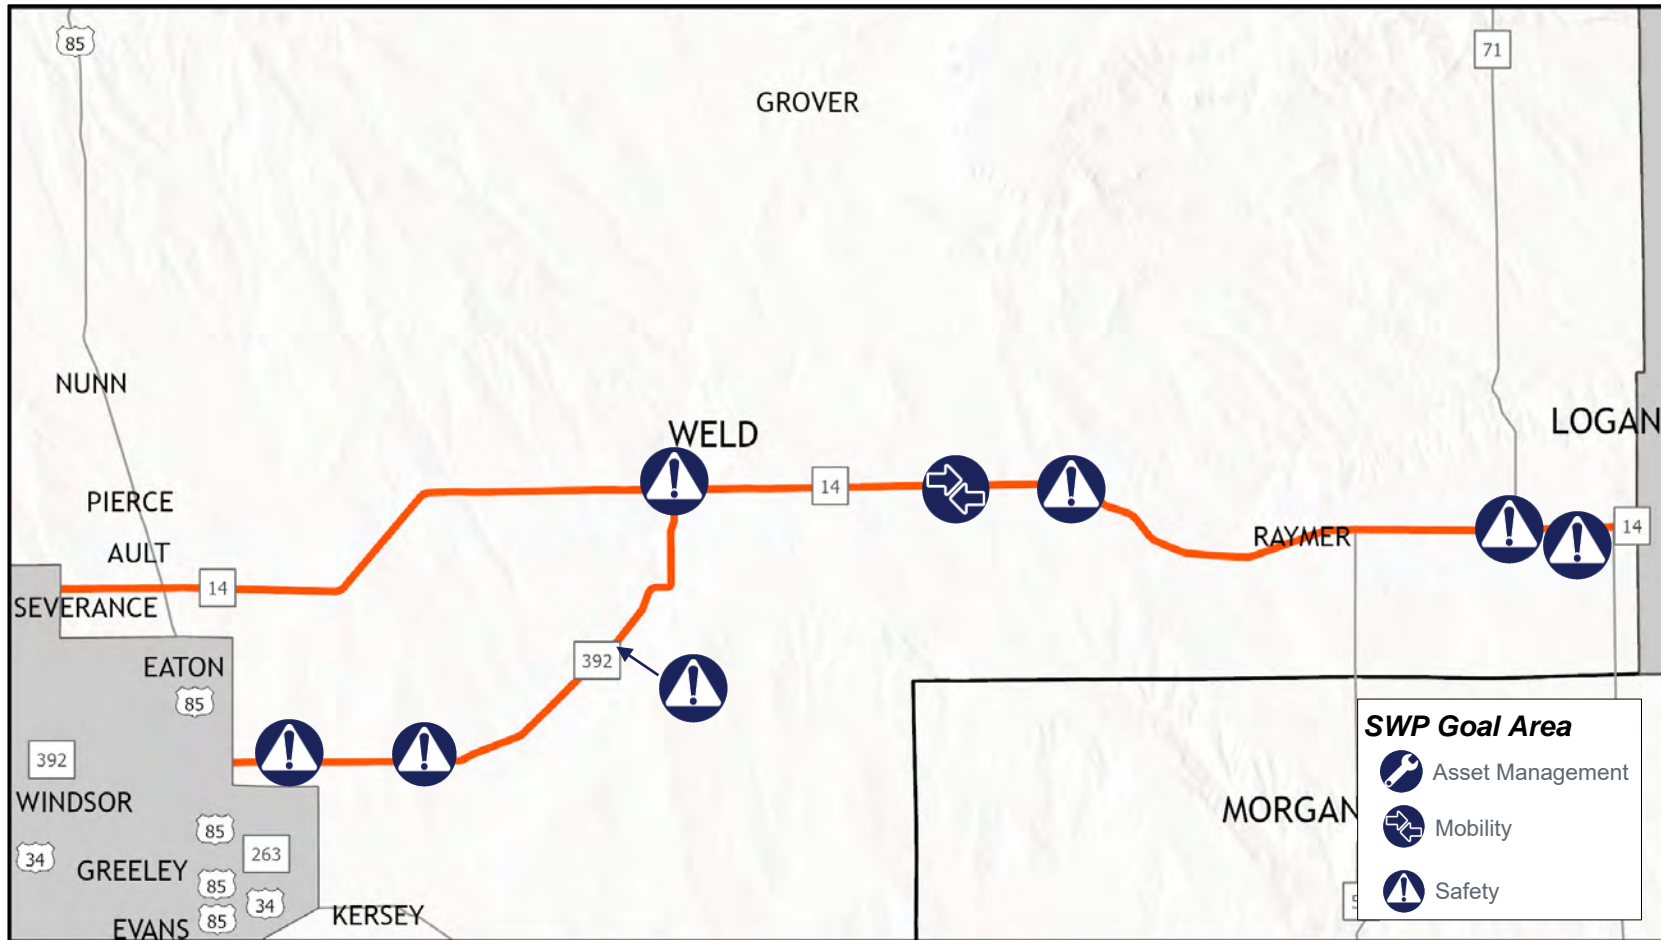 85
71
GROVER
NUNN
WELD
LOGAN
PIERCE
14
AULT
RAYMER
14
14
SEVERANCE
EATON
392
85
SWP Goal Area
392
Asset Management
WINDSOR
MORGAN
85
Mobility
34
263
GREELEY
85
34
Safety
KERSEY
85
EVANS